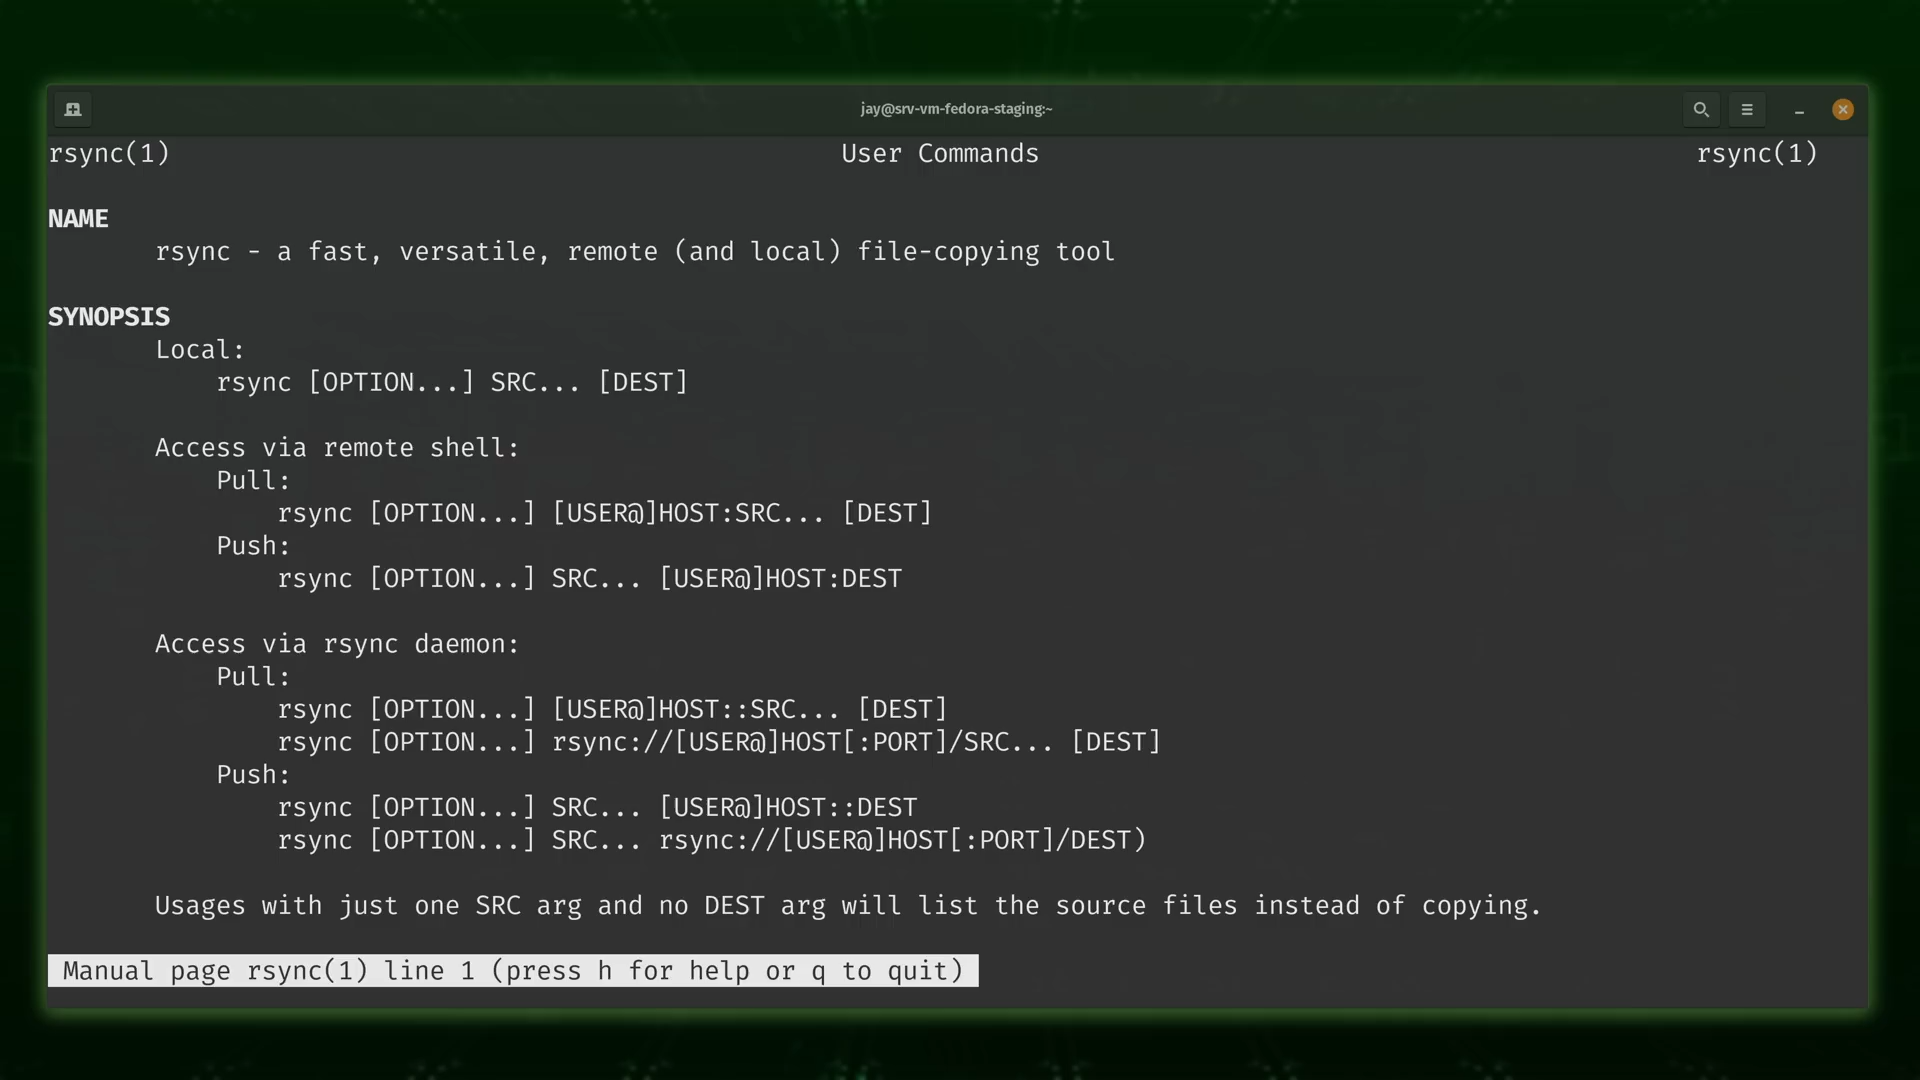 jay@srv-vm-fedora-staging:~
rsync(1) User Commands rsync(1)
NAME
rsync - a fast, versatile, remote (and local) file-copying tool
SYNOPSIS
Local:
rsync [OPTION...] SRC... [DEST]
Access via remote shell:
Pull:
rsync [OPTION...] [USER@]HOST:SRC... [DEST]
Push:
rsync [OPTION...] SRC... [USER@]HOST:DEST
Access via rsync daemon:
Pull:
rsync [OPTION...] [USER@]HOST::SRC... [DEST]
rsync [OPTION...] rsync://[USER@]HOST[:PORT]/SRC... [DEST]
Push:
rsync [OPTION...] SRC... [USER@]HOST::DEST
rsync [OPTION...] SRC... rsync://[USER@]HOST[:PORT]/DEST)
Usages with just one SRC arg and no DEST arg will list the source files instead of copying.
Manual page rsync(1) line 1 (press h for help or q to quit)